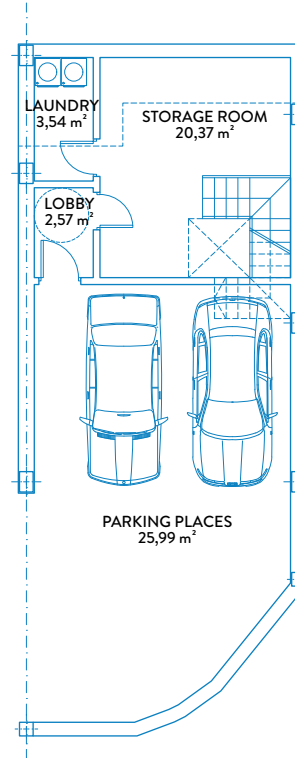 LAUNDRY
3,54 m²
STORAGE ROOM
20,37 m²
LOBBY
2,57 m²
PARKING PLACES
25,99 m²